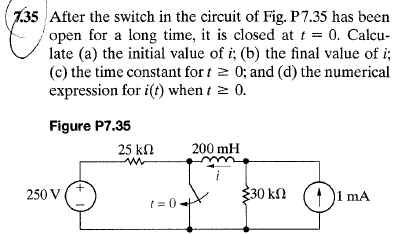 7.35 After the switch in the circuit of Fig. P7.35 has been
open for a long time, it is closed at t = 0. Calcu-
late (a) the initial value of i; (b) the final value of i;
(c) the time constant for t ≥ 0; and (d) the numerical
expression for i(t) when t ≥ 0.
Figure P7.35
25 kΩ 200 mH
i
250 V + − t = 0 30 kΩ 1 mA